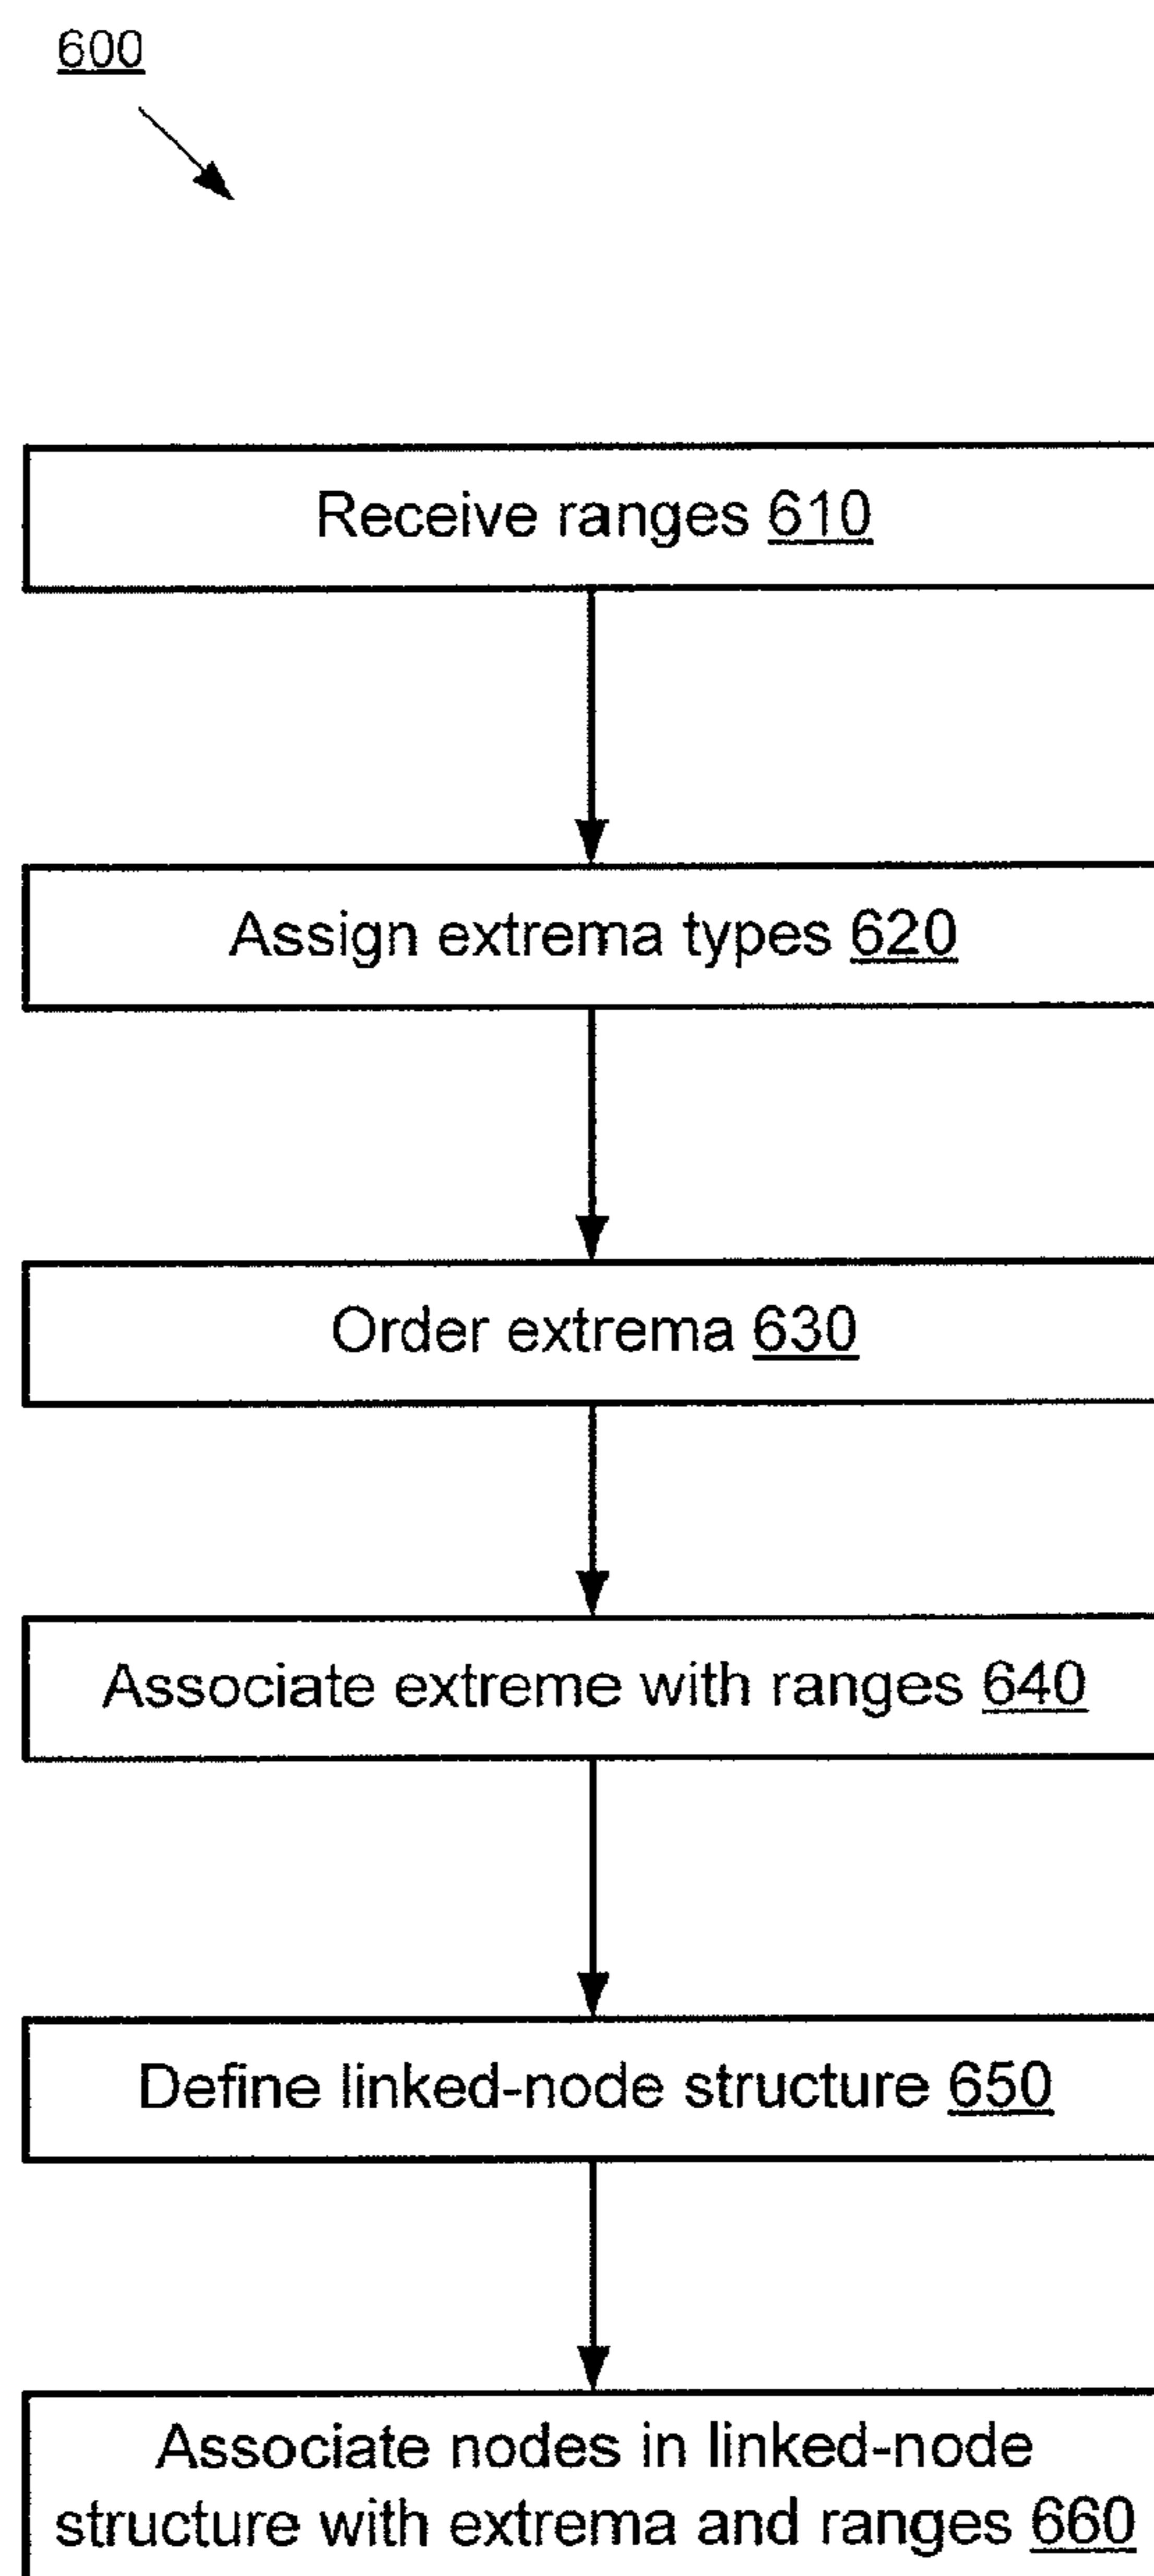 600
Receive ranges 610
Assign extrema types 620
Order extrema 630
Associate extreme with ranges 640
Define linked-node structure 650
Associate nodes in linked-node
structure with extrema and ranges 660